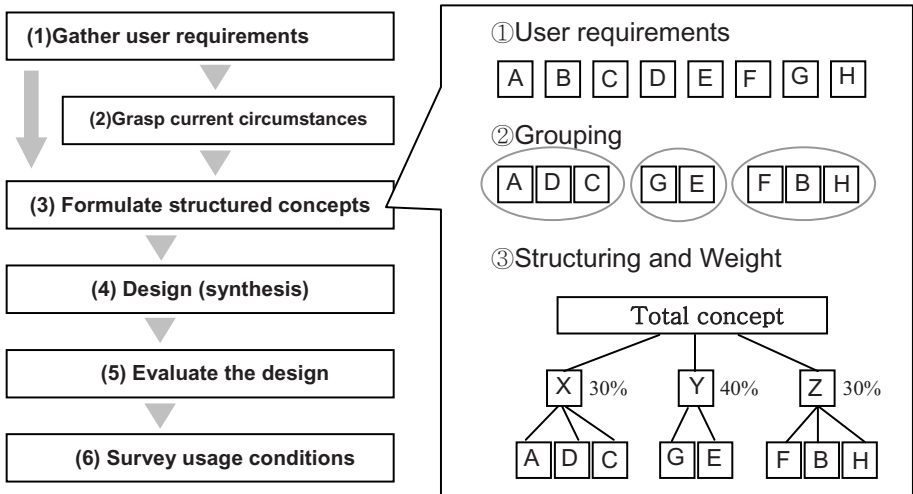 (1)Gather user requirements
(2)Grasp current circumstances
(3) Formulate structured concepts
(4) Design (synthesis)
(5) Evaluate the design
(6) Survey usage conditions
①User requirements
A B C D E F G H
②Grouping
A D C G E F B H
③Structuring and Weight
Total concept
X 30% Y 40% Z 30%
A D C G E F B H